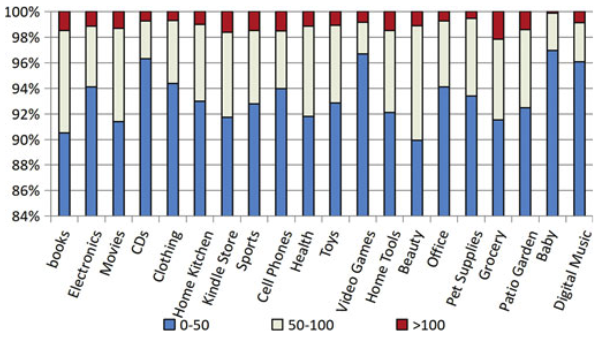 100%
98%
96%
94%
92%
90%
88%
86%
84%
books
Electronics
Movies
CDs
Clothing
Home Kitchen
Kindle Store
Sports
Cell Phones
Health
Toys
Video Games
Home Tools
Beauty
Office
Pet Supplies
Grocery
Patio Garden
Baby
Digital Music
0-50 50-100 >100